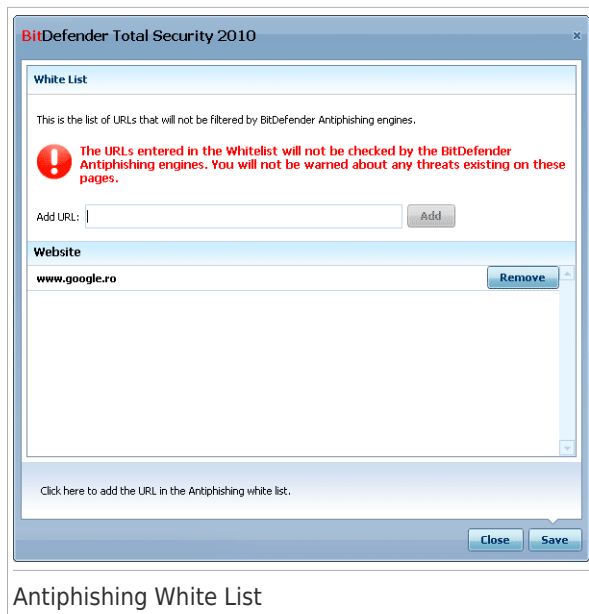 BitDefender Total Security 2010
White List
This is the list of URLs that will not be filtered by BitDefender Antiphishing engines.
The URLs entered in the Whitelist will not be checked by the BitDefender
Antiphishing engines. You will not be warned about any threats existing on these
pages.
Add URL:
Add
Website
www.google.ro
Remove
Click here to add the URL in the Antiphishing white list.
Close
Save
Antiphishing White List